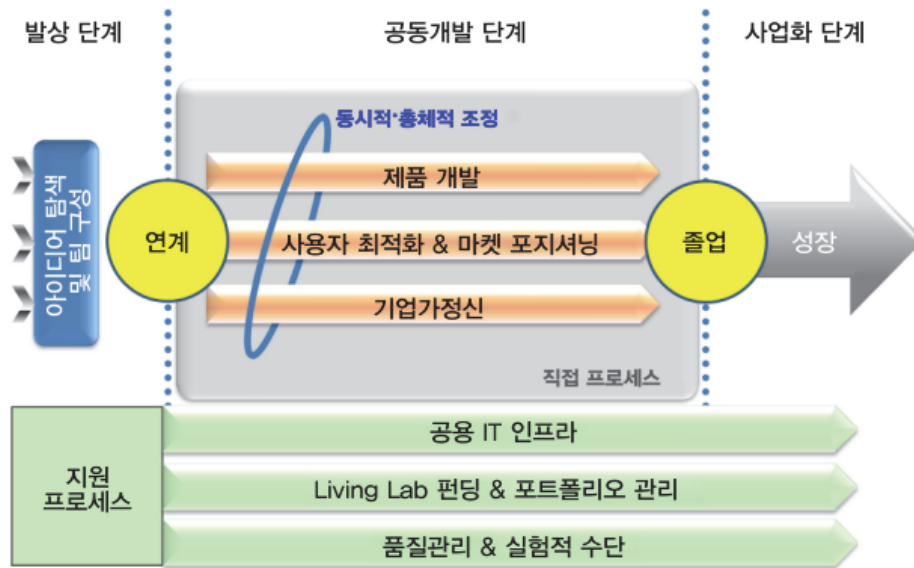 발상 단계
공동개발 단계
사업화 단계
동시적·총체적 조정
아이디어 탐색
및 팀 구성
연계
제품 개발
사용자 최적화 & 마켓 포지셔닝
기업가정신
졸업
성장
직접 프로세스
지원
프로세스
공용 IT 인프라
Living Lab 펀딩 & 포트폴리오 관리
품질관리 & 실험적 수단